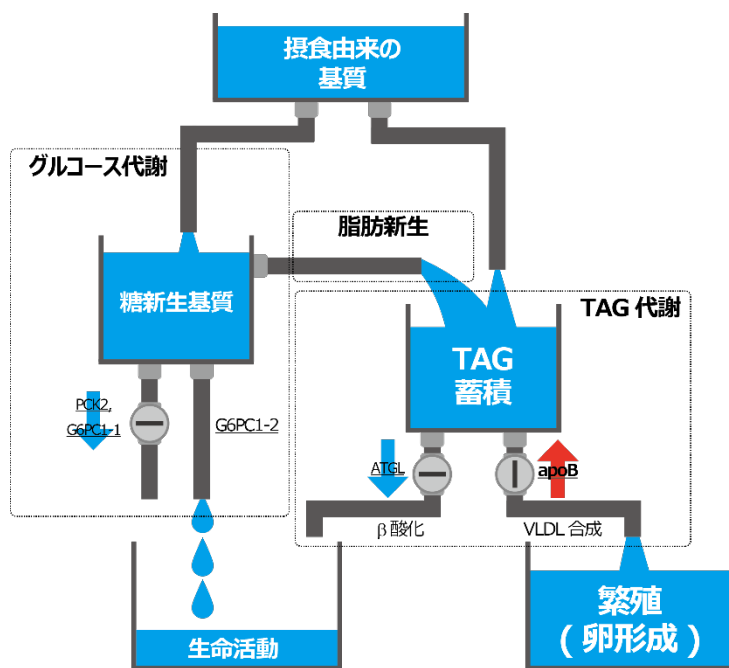 摂食由来の
基質
グルコース代謝
脂肪新生
糖新生基質
TAG 代謝
TAG
蓄積
PCK2,
G6PC1-1
G6PC1-2
ATGL
apoB
β 酸化
VLDL 合成
生命活動
繁殖
(卵形成)